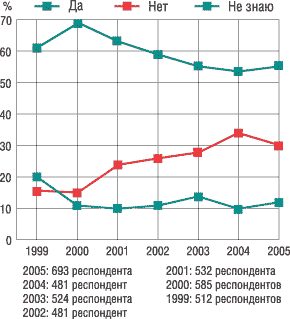 %
Да Нет Не знаю
70
60
50
40
30
20
10
0
1999 2000 2001 2002 2003 2004 2005
2005: 693 респондента
2004: 481 респондент
2003: 524 респондента
2002: 481 респондент
2001: 532 респондента
2000: 585 респондентов
1999: 512 респондентов